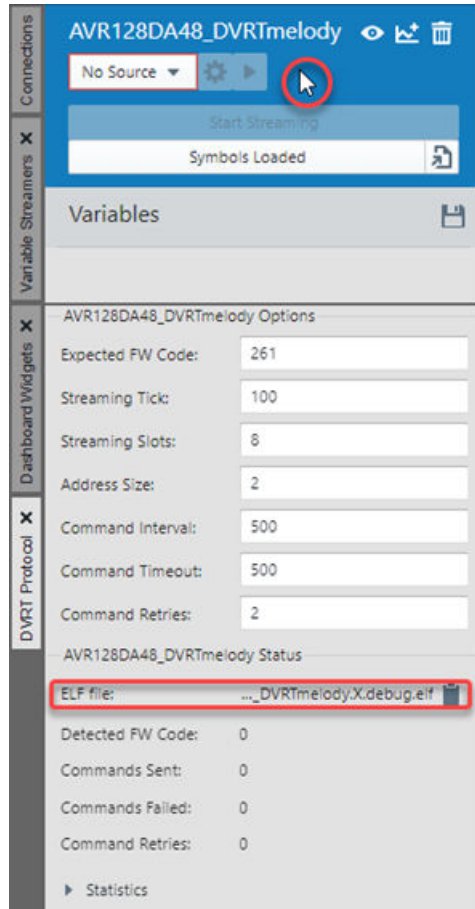 Connections
Variable Streamers
Dashboard Widgets
DVRT Protocol
AVR128DA48_DVRTmelody
No Source
Start Streaming
Symbols Loaded
Variables
AVR128DA48_DVRTmelody Options
Expected FW Code: 261
Streaming Tick: 100
Streaming Slots: 8
Address Size: 2
Command Interval: 500
Command Timeout: 500
Command Retries: 2
AVR128DA48_DVRTmelody Status
ELF file: ..._DVRTmelody.X.debug.elf
Detected FW Code: 0
Commands Sent: 0
Commands Failed: 0
Command Retries: 0
Statistics